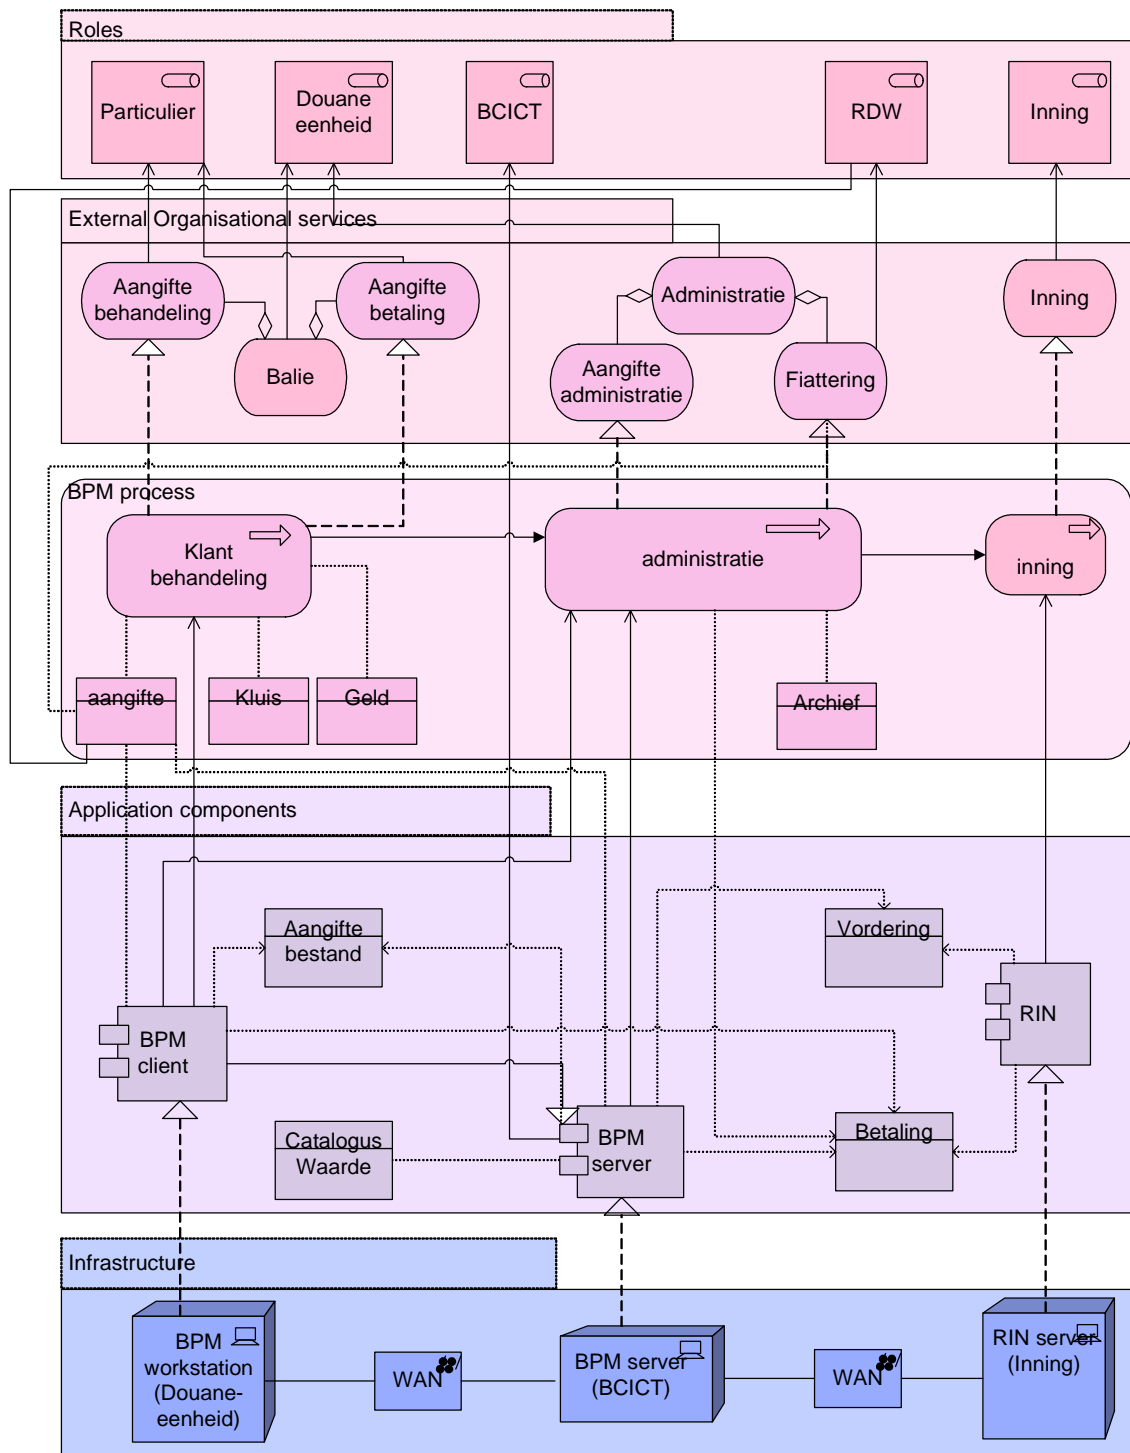 Roles
Particulier
Douane
eenheid
BCICT
RDW
Inning
External Organisational services
Aangifte
behandeling
Aangifte
betaling
Balie
Administratie
Aangifte
administratie
Fiattering
Inning
BPM process
Klant
behandeling
administratie
inning
aangifte
Kluis
Geld
Archief
Application components
Aangifte
bestand
Vordering
BPM
client
RIN
Catalogus
Waarde
BPM
server
Betaling
Infrastructure
BPM
workstation
(Douane-
eenheid)
WAN
BPM server
(BCICT)
WAN
RIN server
(Inning)